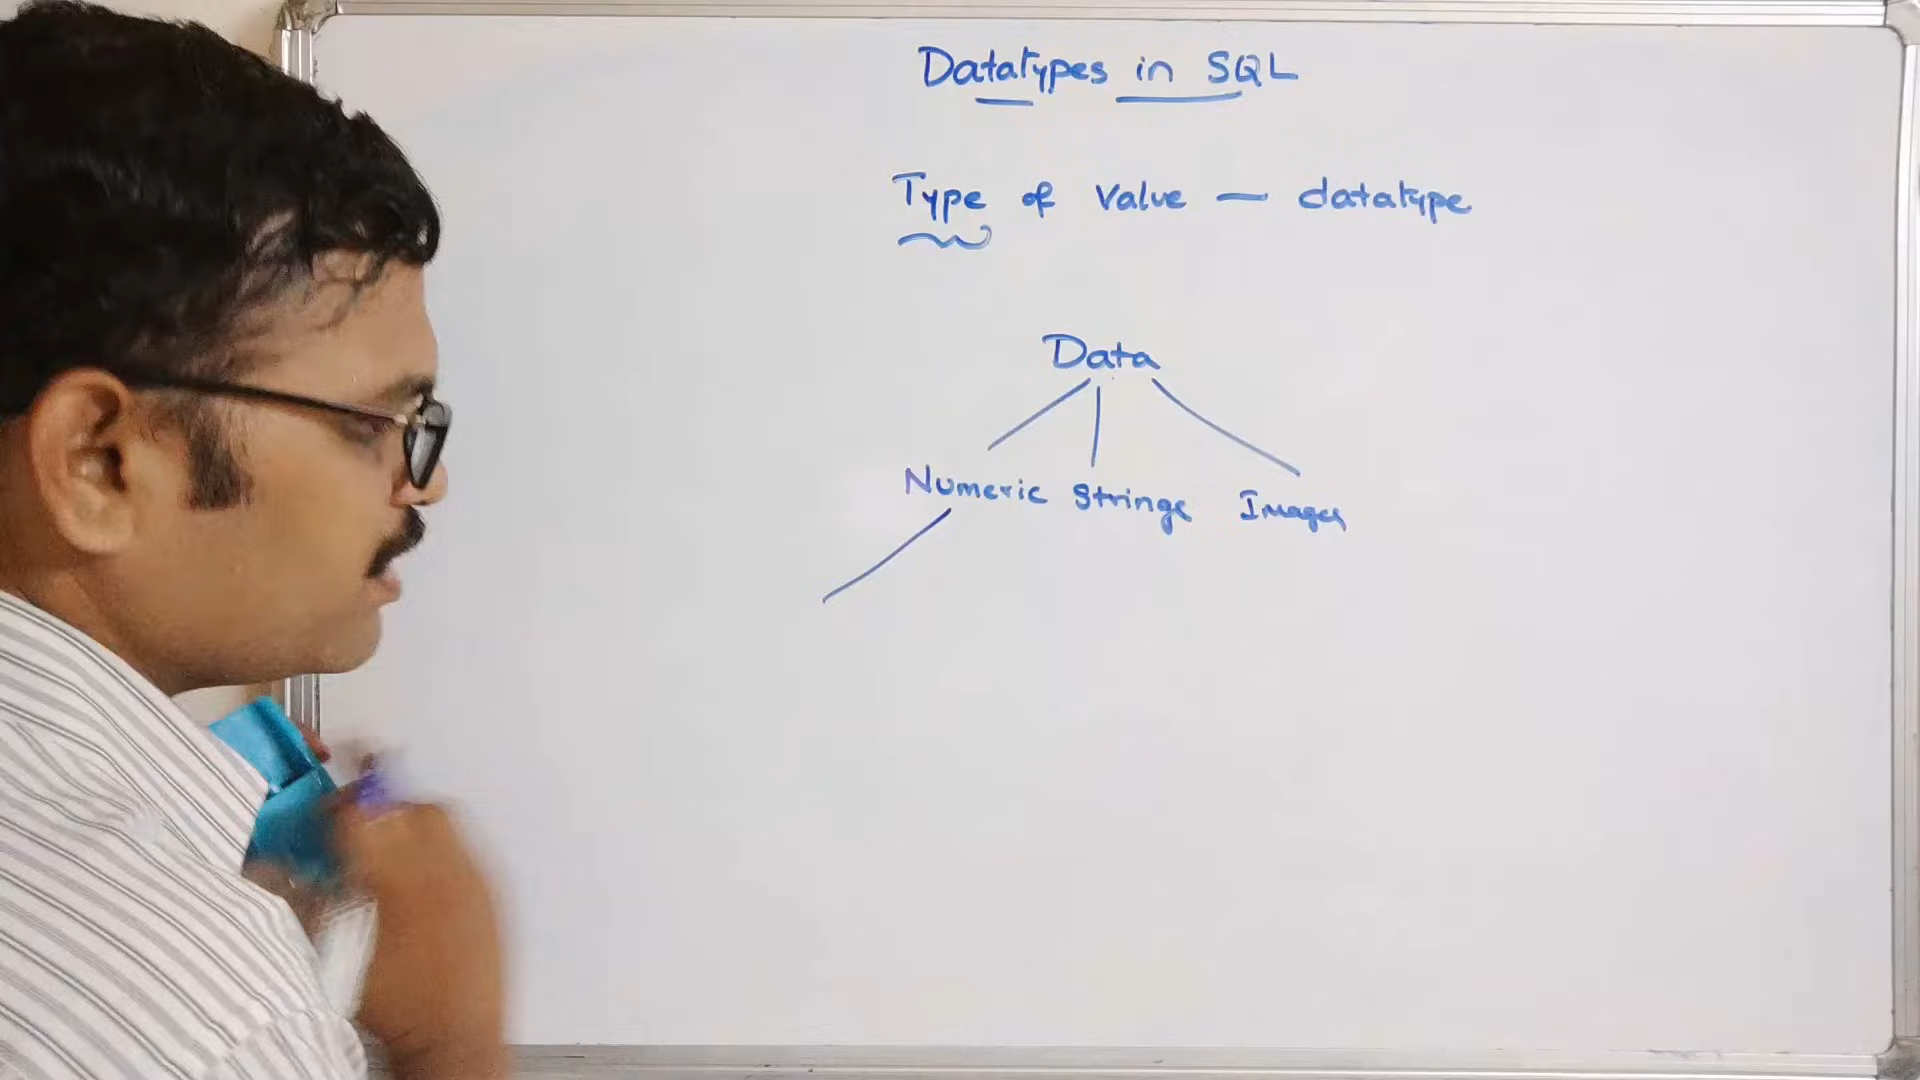 Datatypes in SQL
Type of Value — datatype
Data
Numeric Strings Images